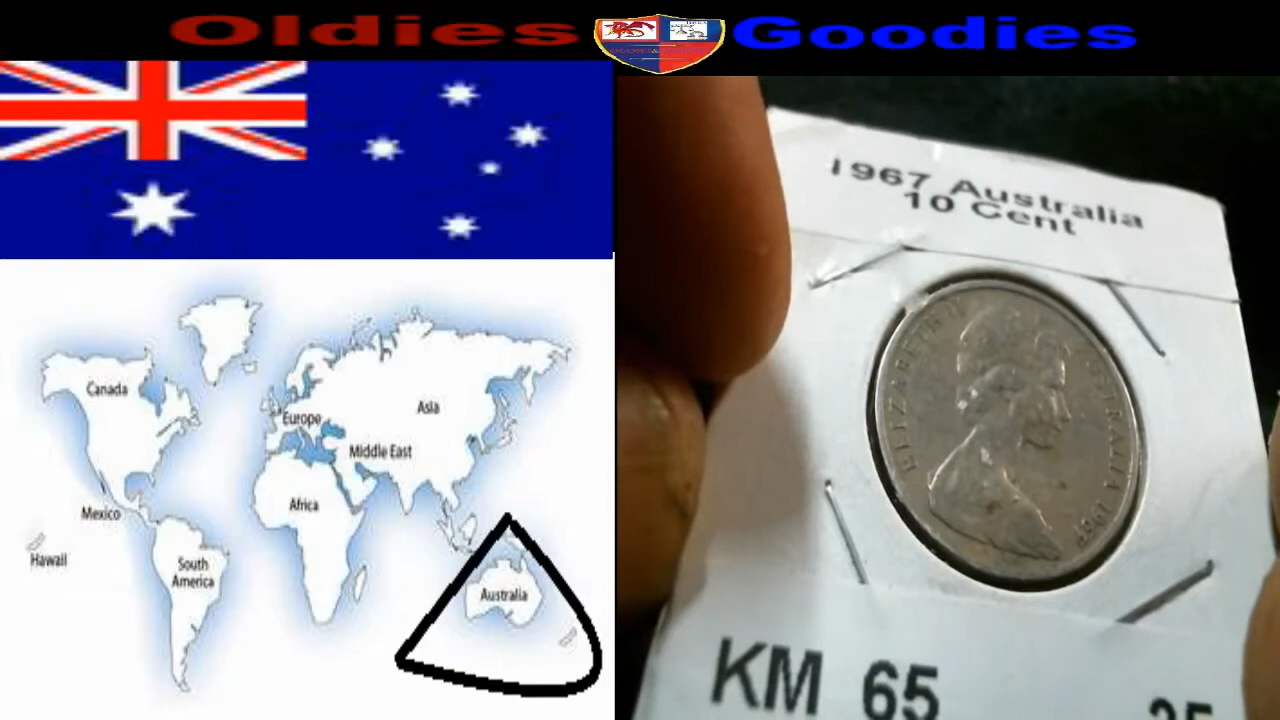 Oldies Goodies
1967 Australia
10 Cent
ELIZABETH II
AUSTRALIA 1967
KM 65
Canada
Europe
Asia
Middle East
Africa
Mexico
Hawaii
South
America
Australia